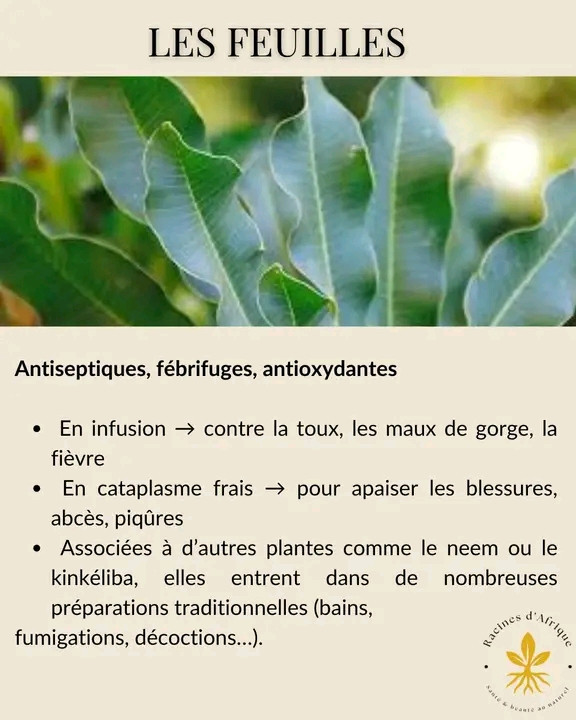 LES FEUILLES
Antiseptiques, fébrifuges, antioxydantes
• En infusion → contre la toux, les maux de gorge, la
fièvre
• En cataplasme frais → pour apaiser les blessures,
abcès, piqûres
• Associées à d’autres plantes comme le neem ou le
kinkéliba, elles entrent dans de nombreuses
préparations traditionnelles (bains,
fumigations, décoctions...).
Racines d'Afrique
Santé & beauté au naturel